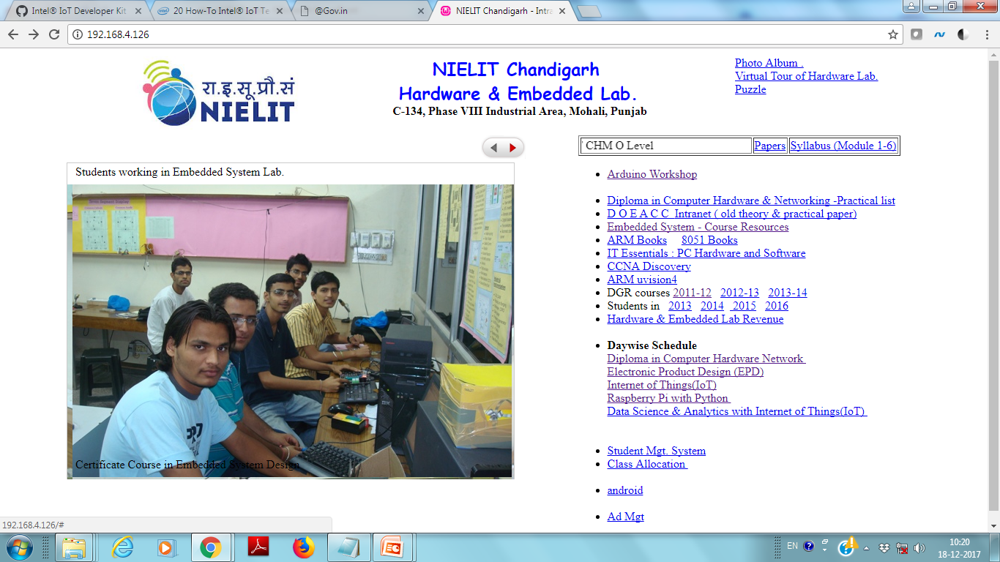 Intel® IoT Developer Kit
20 How-To Intel® IoT Te
@Gov.in
NIELIT Chandigarh - Intra
192.168.4.126
रा.इ.सू.प्रौ.सं
NIELIT
NIELIT Chandigarh
Hardware & Embedded Lab.
C-134, Phase VIII Industrial Area, Mohali, Punjab
Photo Album .
Virtual Tour of Hardware Lab.
Puzzle
CHM O Level Papers Syllabus (Module 1-6)
Students working in Embedded System Lab.
IBM
Certificate Course in Embedded System Design
Arduino Workshop
Diploma in Computer Hardware & Networking -Practical list
D O E A C C Intranet ( old theory & practical paper)
Embedded System - Course Resources
ARM Books 8051 Books
IT Essentials : PC Hardware and Software
CCNA Discovery
ARM uvision4
DGR courses 2011-12 2012-13 2013-14
Students in 2013 2014 2015 2016
Hardware & Embedded Lab Revenue
Daywise Schedule
Diploma in Computer Hardware Network
Electronic Product Design (EPD)
Internet of Things(IoT)
Raspberry Pi with Python
Data Science & Analytics with Internet of Things(IoT)
Student Mgt. System
Class Allocation
android
Ad Mgt
192.168.4.126/#
EN
10:20
18-12-2017